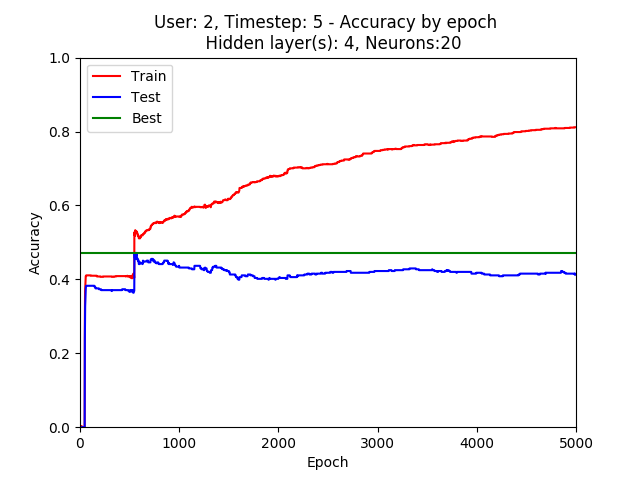 User: 2, Timestep: 5 - Accuracy by epoch
Hidden layer(s): 4, Neurons:20
1.0
Train
Test
Best
0.8
0.6
Accuracy
0.4
0.2
0.0
0 1000 2000 3000 4000 5000
Epoch